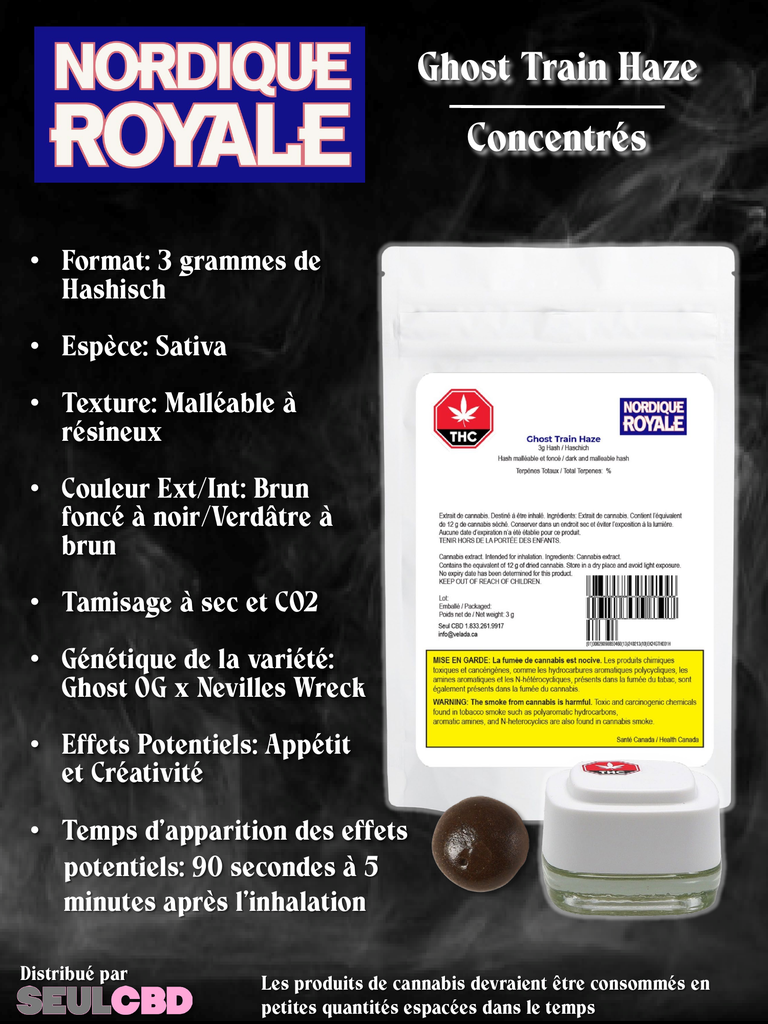 NORDIQUE
ROYALE
Ghost Train Haze
Concentrés
• Format: 3 grammes de
Hashisch
• Espèce: Sativa
• Texture: Malléable à
résineux
• Couleur Ext/Int: Brun
foncé à noir/Verdâtre à
brun
• Tamisage à sec et CO2
• Génétique de la variété:
Ghost OG x Nevilles Wreck
• Effets Potentiels: Appétit
et Créativité
• Temps d'apparition des effets
potentiels: 90 secondes à 5
minutes après l'inhalation
THC
NORDIQUE
ROYALE
Ghost Train Haze
3g Hash / Haschich
Hash malléable et foncé / dark and malleable hash
Terpènes Totaux / Total Terpenes: %
Extrait de cannabis. Destiné à être inhalé. Ingrédients: Extrait de cannabis. Contient l'équivalent
de 12 g de cannabis séché. Conserver dans un endroit sec et éviter l'exposition à la lumière.
Aucune date d'expiration n'a été établie pour ce produit.
TENIR HORS DE LA PORTÉE DES ENFANTS.
Cannabis extract. Intended for inhalation. Ingredients: Cannabis extract.
Contains the equivalent of 12 g of dried cannabis. Store in a dry place and avoid light exposure.
No expiry date has been determined for this product.
KEEP OUT OF REACH OF CHILDREN.
Lot:
Emballé / Packaged:
Poids net de / Net weight: 3 g
Seul CBD 1.833.261.9917
info@velada.ca
MISE EN GARDE: La fumée de cannabis est nocive. Les produits chimiques
toxiques et cancérogènes, comme les hydrocarbures aromatiques polycycliques, les
amines aromatiques et les N-hétérocycliques, présents dans la fumée du tabac, sont
également présents dans la fumée du cannabis.
WARNING: The smoke from cannabis is harmful. Toxic and carcinogenic chemicals
found in tobacco smoke such as polyaromatic hydrocarbons,
aromatic amines, and N-heterocyclics are also found in cannabis smoke.
Santé Canada / Health Canada
THC
Distribué par
SEULCBD
Les produits de cannabis devraient être consommés en
petites quantités espacées dans le temps